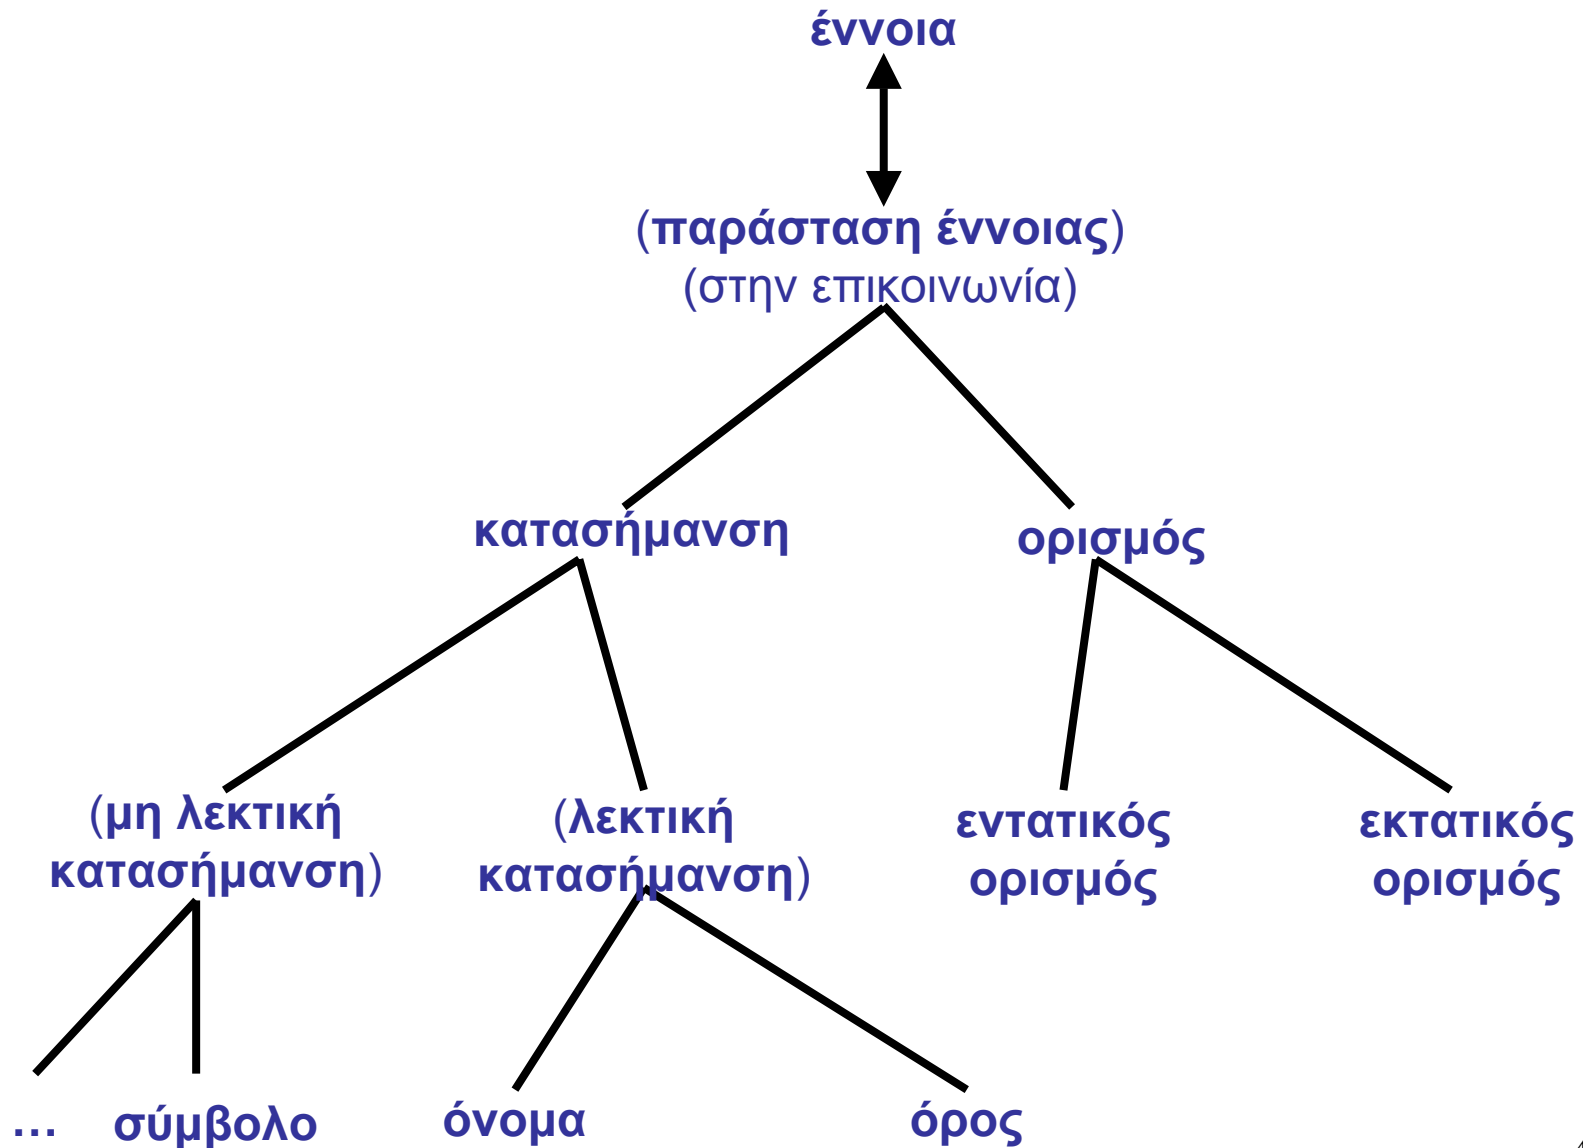 έννοια
(παράσταση έννοιας)
(στην επικοινωνία)
κατασήμανση
ορισμός
(μη λεκτική
κατασήμανση)
(λεκτική
κατασήμανση)
εντατικός
ορισμός
εκτατικός
ορισμός
...
σύμβολο
όνομα
όρος